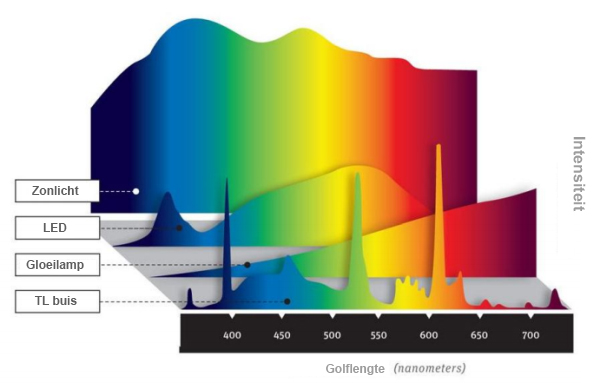 Intensiteit
Zonlicht
LED
Gloeilamp
TL buis
400 450 500 550 600 650 700
Golflengte (nanometers)